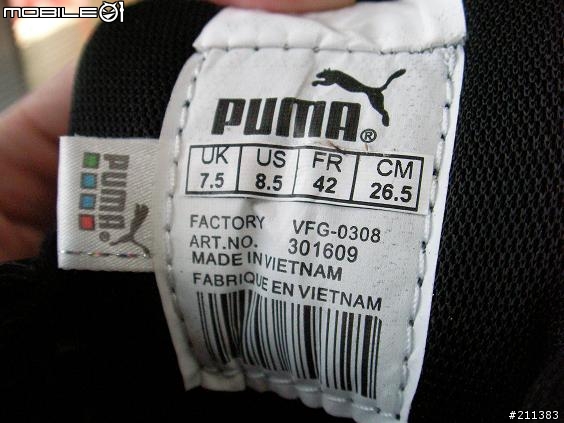 MOBILE01
PUMA®
UK US FR CM
7.5 8.5 42 26.5
FACTORY VFG-0308
ART.NO. 301609
MADE IN VIETNAM
FABRIQUE EN VIETNAM
PUMA
#211383